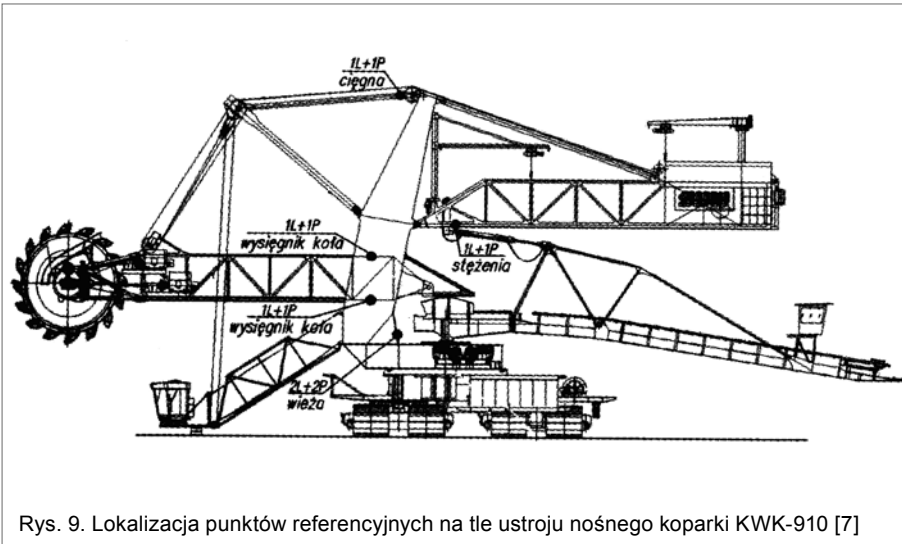 1L+1P
cięgna
1L+1P
wysięgnik koła
1L+1P
stężenia
1L+1P
wysięgnik koła
2L+2P
wieża
Rys. 9. Lokalizacja punktów referencyjnych na tle ustroju nośnego koparki KWK-910 [7]